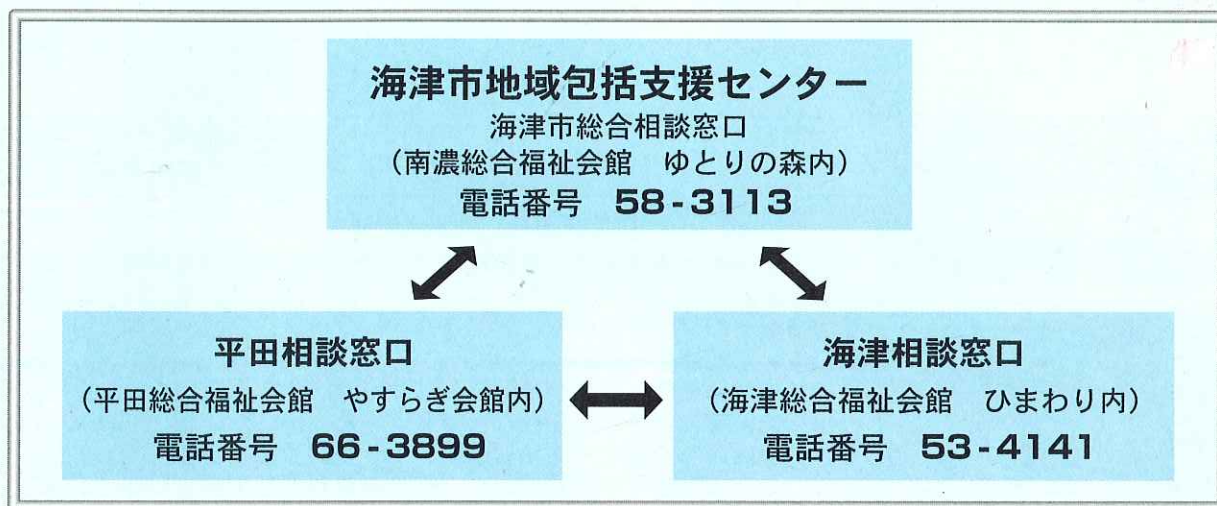 海津市地域包括支援センター
海津市総合相談窓口
（南濃総合福祉会館　ゆとりの森内）
電話番号　58-3113
平田相談窓口
（平田総合福祉会館　やすらぎ会館内）
電話番号　66-3899
海津相談窓口
（海津総合福祉会館　ひまわり内）
電話番号　53-4141